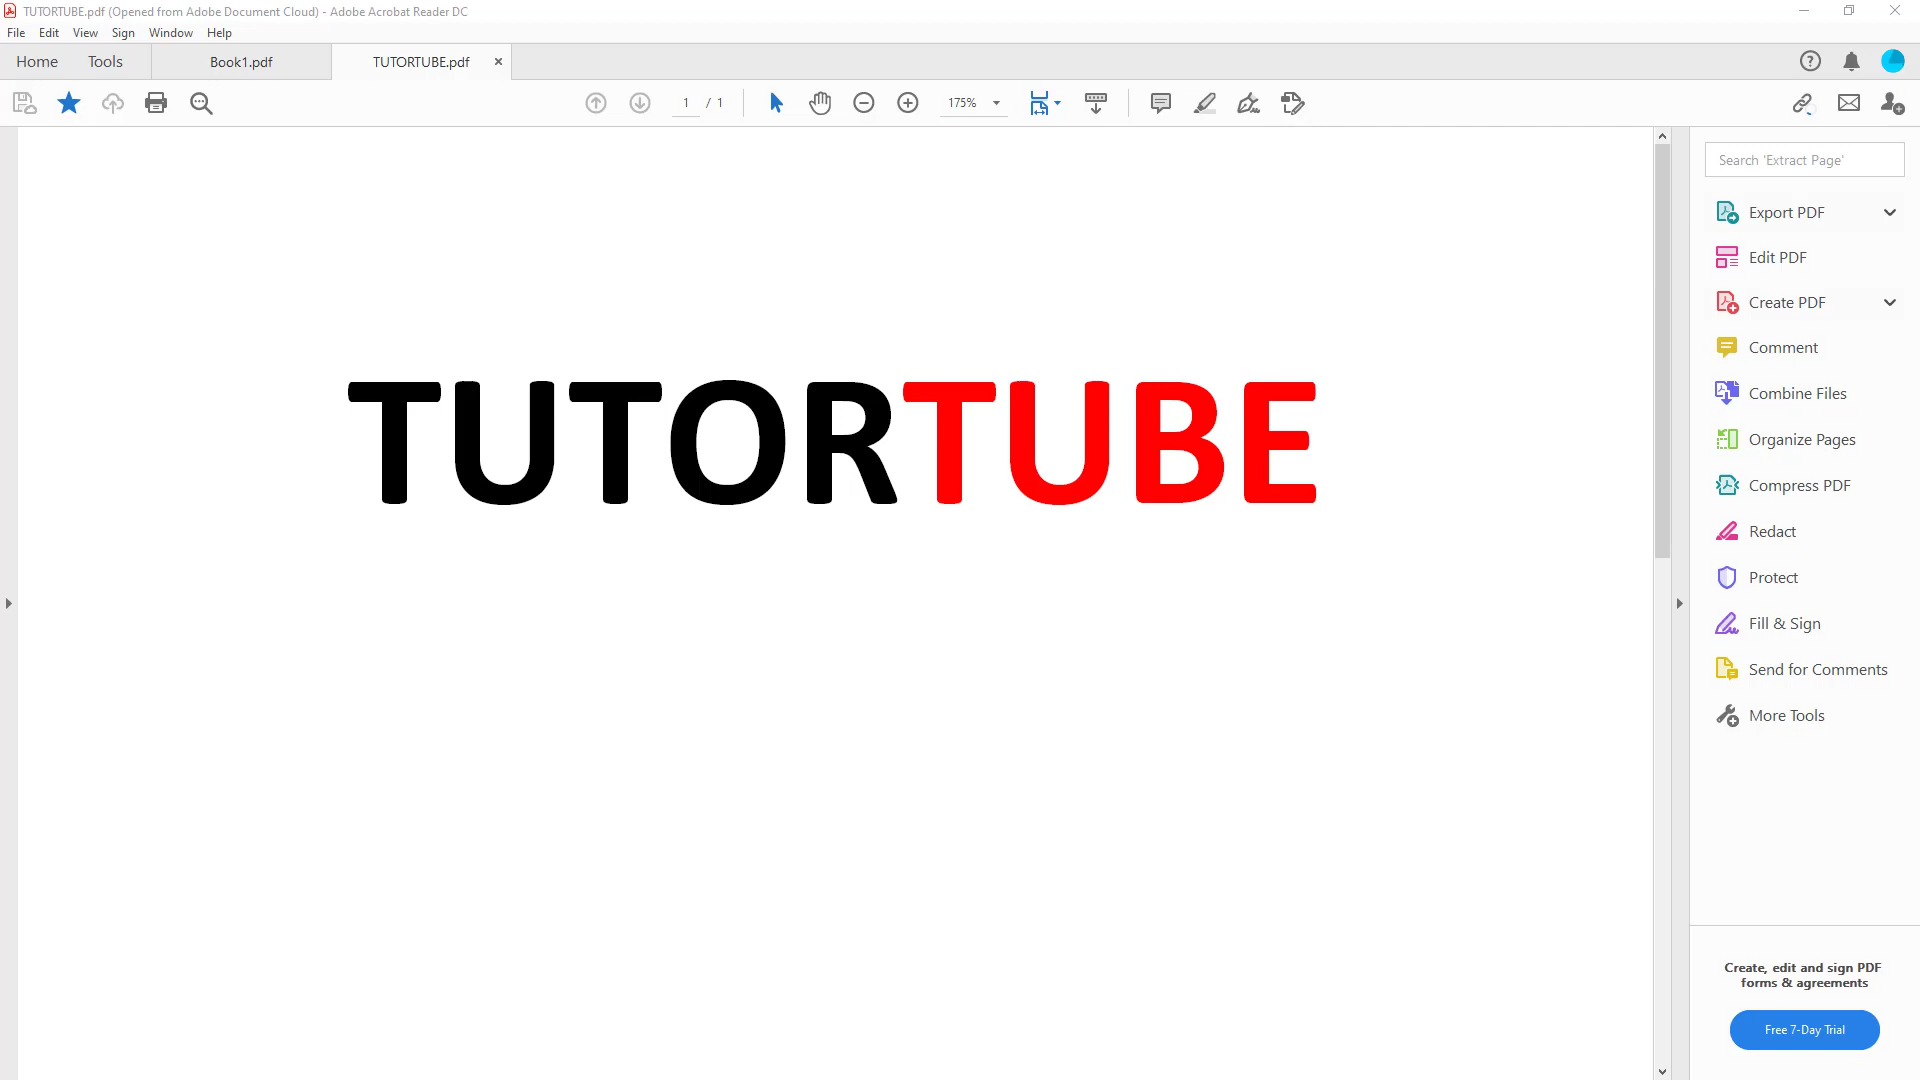 TUTORTUBE.pdf (Opened from Adobe Document Cloud) - Adobe Acrobat Reader DC
File Edit View Sign Window Help
Home Tools Book1.pdf TUTORTUBE.pdf
1 / 1 175%
Search 'Extract Page'
Export PDF
Edit PDF
Create PDF
Comment
Combine Files
Organize Pages
Compress PDF
Redact
Protect
Fill & Sign
Send for Comments
More Tools
TUTORTUBE
Create, edit and sign PDF
forms & agreements
Free 7-Day Trial